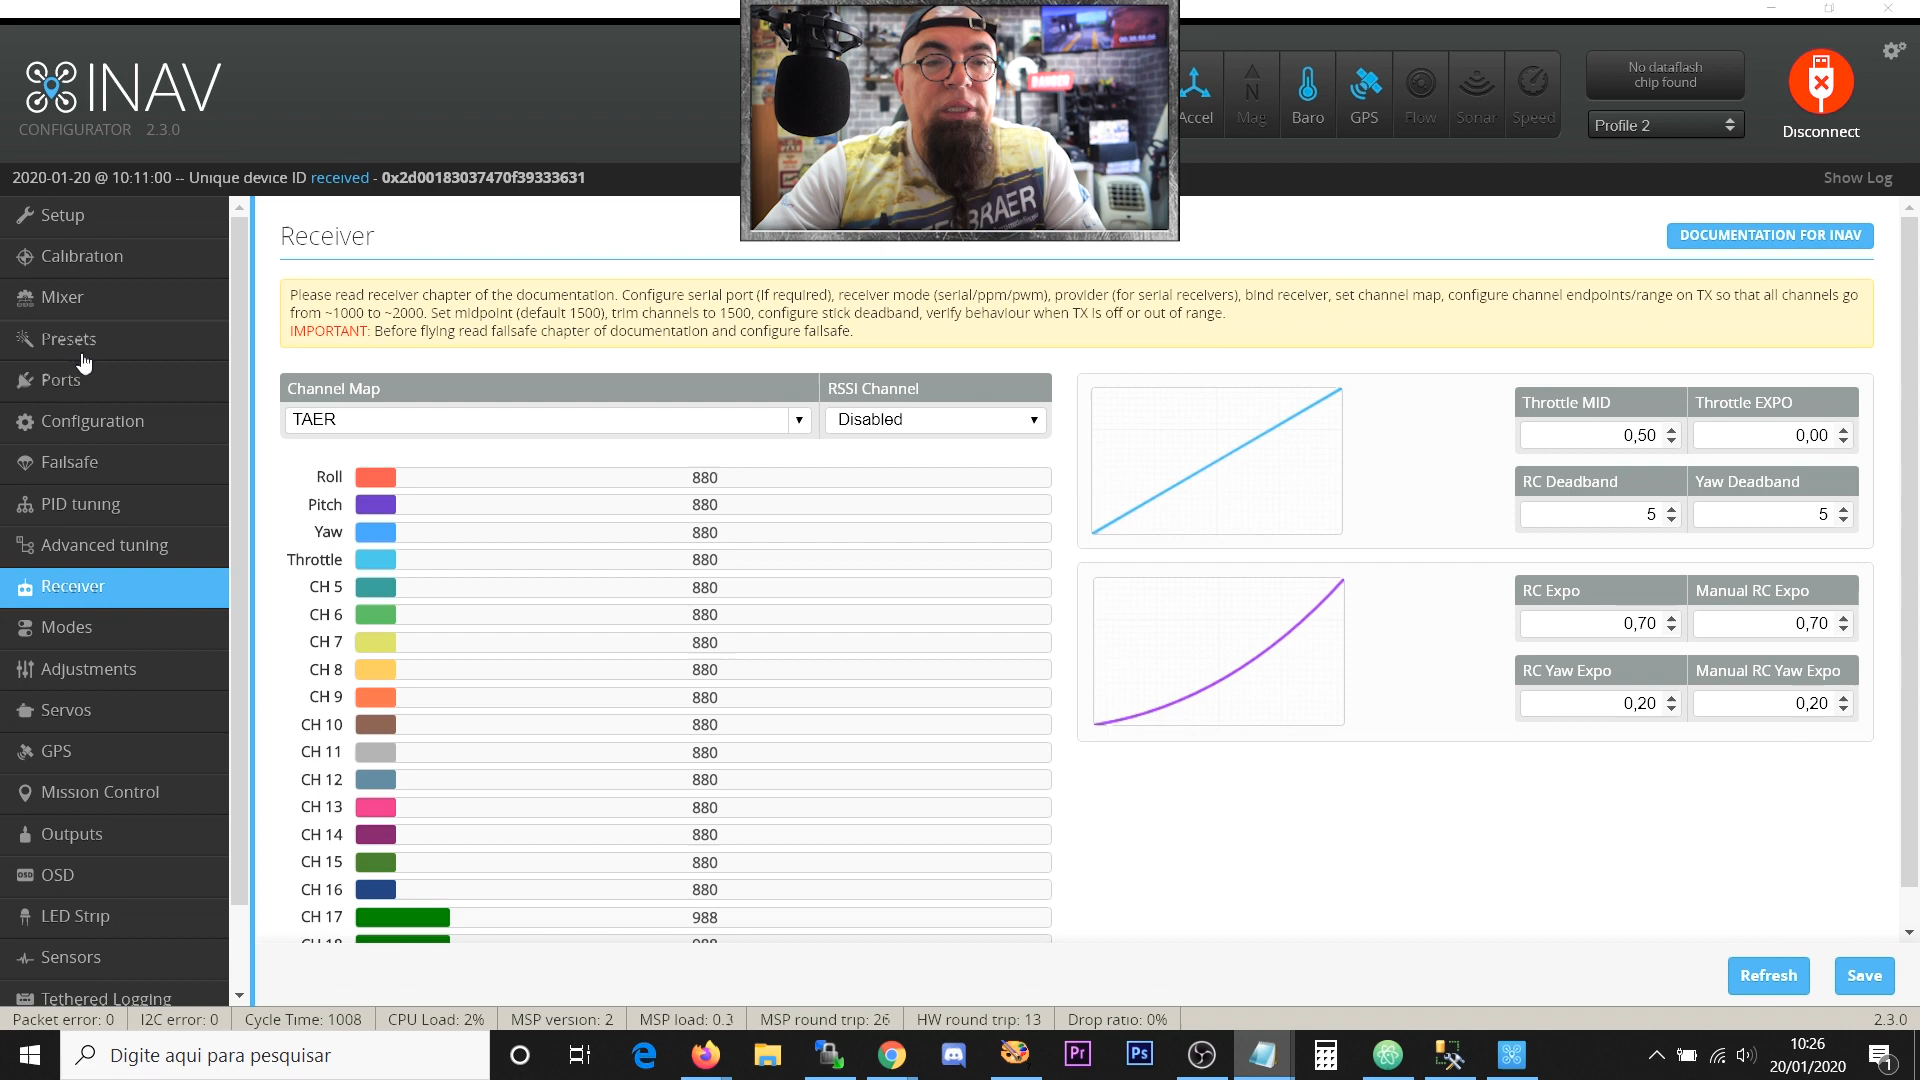 INAV
CONFIGURATOR 2.3.0
DANGER
BRAER
Accel
Mag
Baro
GPS
Flow
Sonar
Speed
No dataflash
chip found
Profile 2
Disconnect
2020-01-20 @ 10:11:00 -- Unique device ID received - 0x2d00183037470f39333631
Show Log
Setup
Calibration
Mixer
Presets
Ports
Configuration
Failsafe
PID tuning
Advanced tuning
Receiver
Modes
Adjustments
Servos
GPS
Mission Control
Outputs
OSD
LED Strip
Sensors
Tethered Logging
Receiver
DOCUMENTATION FOR INAV
Please read receiver chapter of the documentation. Configure serial port (if required), receiver mode (serial/ppm/pwm), provider (for serial receivers), bind receiver, set channel map, configure channel endpoints/range on TX so that all channels go
from ~1000 to ~2000. Set midpoint (default 1500), trim channels to 1500, configure stick deadband, verify behaviour when TX is off or out of range.
IMPORTANT: Before flying read failsafe chapter of documentation and configure failsafe.
Channel Map
RSSI Channel
TAER
Disabled
Roll 880
Pitch 880
Yaw 880
Throttle 880
CH 5 880
CH 6 880
CH 7 880
CH 8 880
CH 9 880
CH 10 880
CH 11 880
CH 12 880
CH 13 880
CH 14 880
CH 15 880
CH 16 880
CH 17 988
CH 18 988
Throttle MID
Throttle EXPO
0,50
0,00
RC Deadband
Yaw Deadband
5
5
RC Expo
Manual RC Expo
0,70
0,70
RC Yaw Expo
Manual RC Yaw Expo
0,20
0,20
Refresh
Save
Packet error: 0
I2C error: 0
Cycle Time: 1008
CPU Load: 2%
MSP version: 2
MSP load: 0.3
MSP round trip: 26
HW round trip: 13
Drop ratio: 0%
2.3.0
Digite aqui para pesquisar
Pr
Ps
10:26
20/01/2020
1